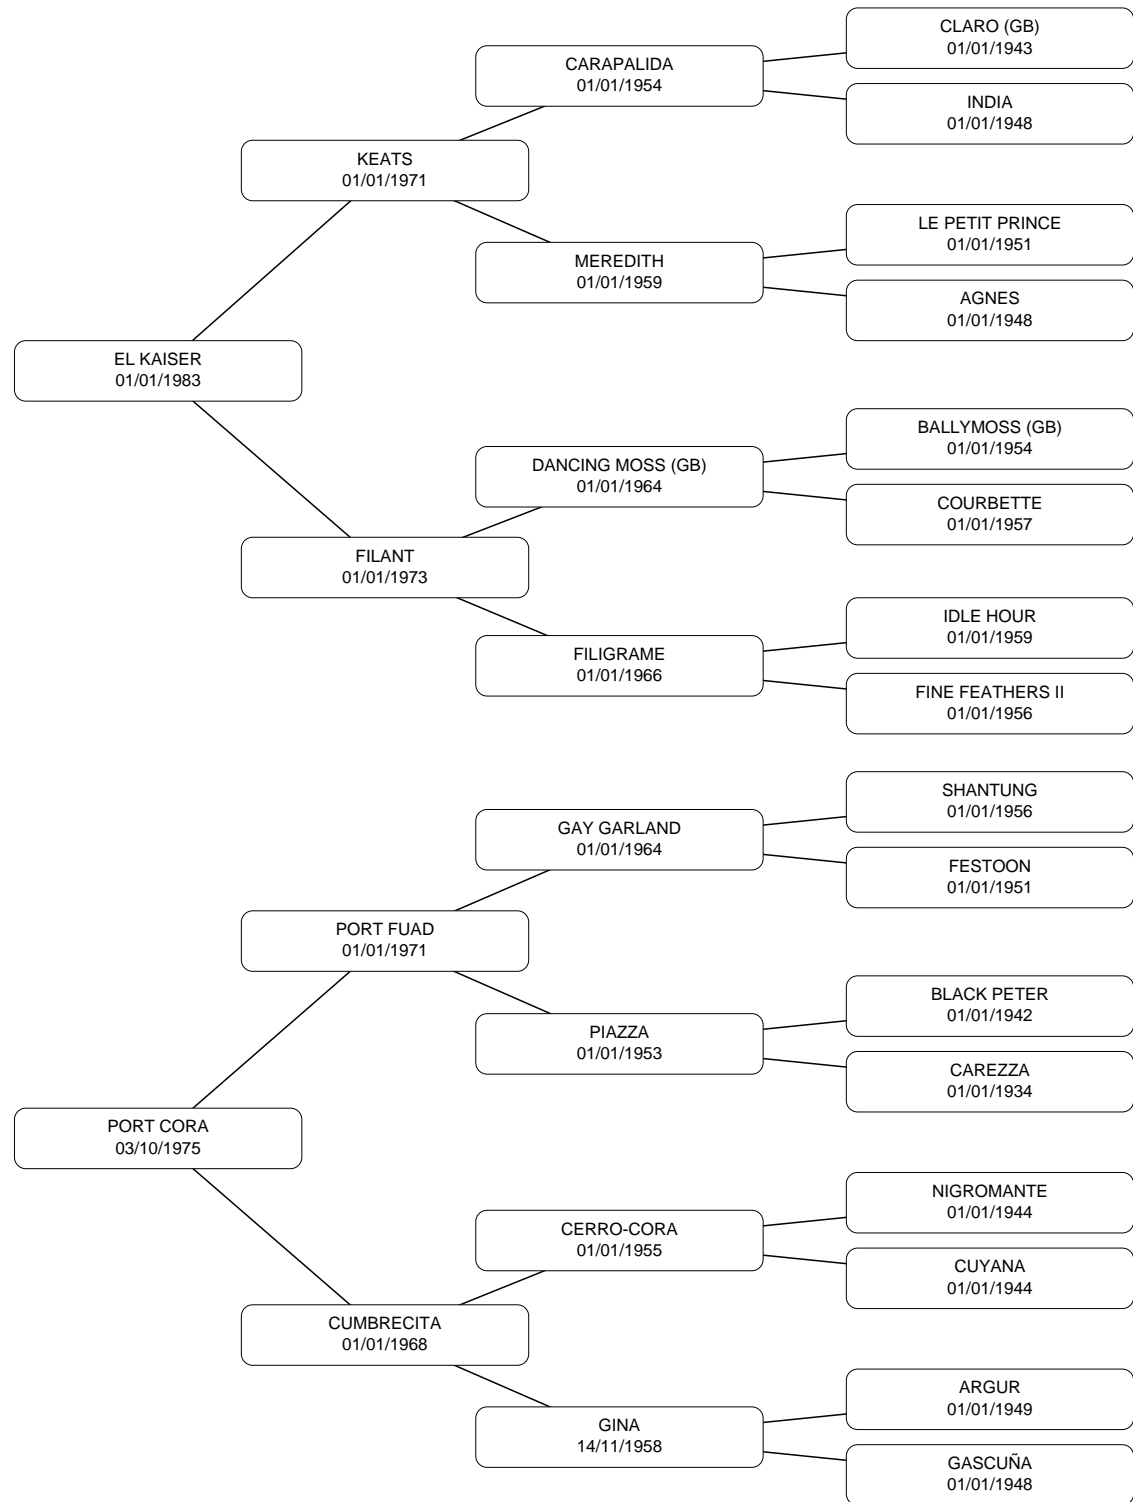 CLARO (GB)
01/01/1943
CARAPALIDA
01/01/1954
INDIA
01/01/1948
KEATS
01/01/1971
LE PETIT PRINCE
01/01/1951
MEREDITH
01/01/1959
AGNES
01/01/1948
EL KAISER
01/01/1983
BALLYMOSS (GB)
01/01/1954
DANCING MOSS (GB)
01/01/1964
COURBETTE
01/01/1957
FILANT
01/01/1973
IDLE HOUR
01/01/1959
FILIGRAME
01/01/1966
FINE FEATHERS II
01/01/1956
SHANTUNG
01/01/1956
GAY GARLAND
01/01/1964
FESTOON
01/01/1951
PORT FUAD
01/01/1971
BLACK PETER
01/01/1942
PIAZZA
01/01/1953
CAREZZA
01/01/1934
PORT CORA
03/10/1975
NIGROMANTE
01/01/1944
CERRO-CORA
01/01/1955
CUYANA
01/01/1944
CUMBRECITA
01/01/1968
ARGUR
01/01/1949
GINA
14/11/1958
GASCUÑA
01/01/1948